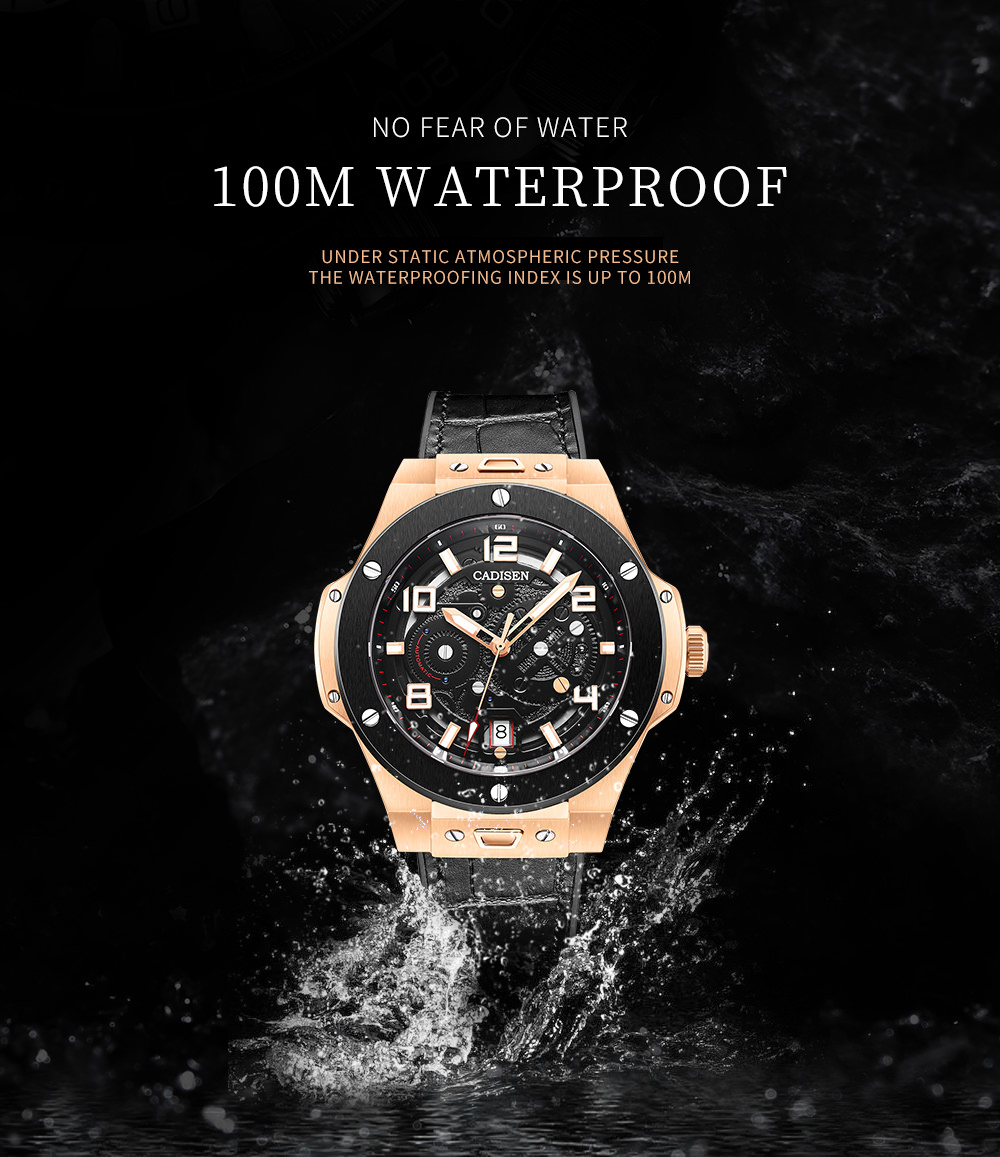 NO FEAR OF WATER
100M WATERPROOF
UNDER STATIC ATMOSPHERIC PRESSURE
THE WATERPROOFING INDEX IS UP TO 100M
60
12
CADISEN
10
2
8
4
8